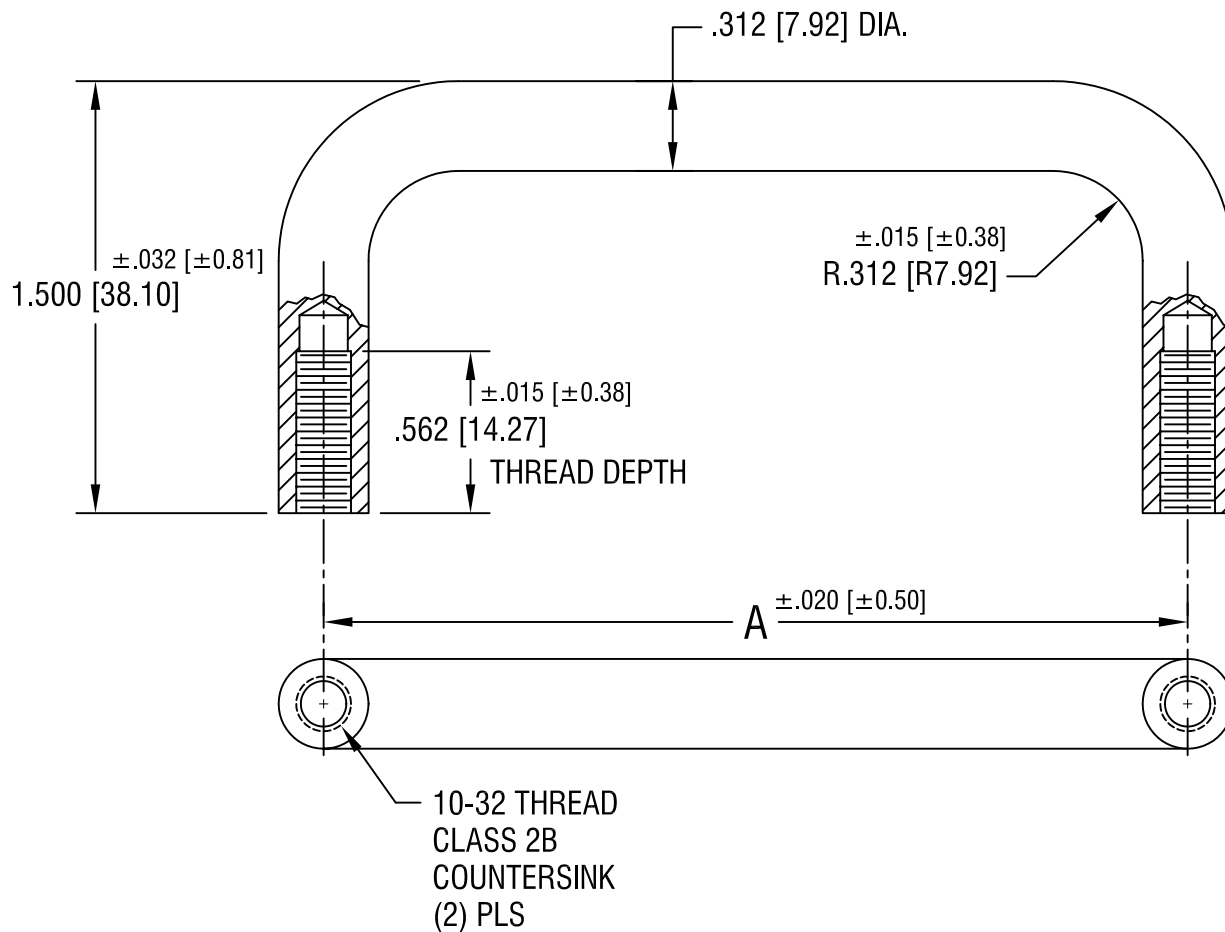 .312 [7.92] DIA.
±.032 [±0.81]
1.500 [38.10]
±.015 [±0.38]
R.312 [R7.92]
±.015 [±0.38]
.562 [14.27]
THREAD DEPTH
A ±.020 [±0.50]
10-32 THREAD
CLASS 2B
COUNTERSINK
(2) PLS